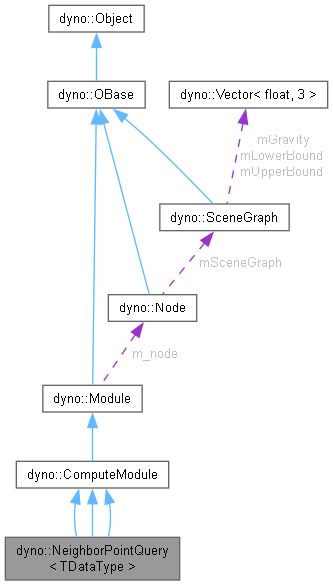 dyno::Object
dyno::OBase
dyno::Vector< float, 3 >
mGravity
mLowerBound
mUpperBound
dyno::SceneGraph
mSceneGraph
dyno::Node
m_node
dyno::Module
dyno::ComputeModule
dyno::NeighborPointQuery
< TDataType >